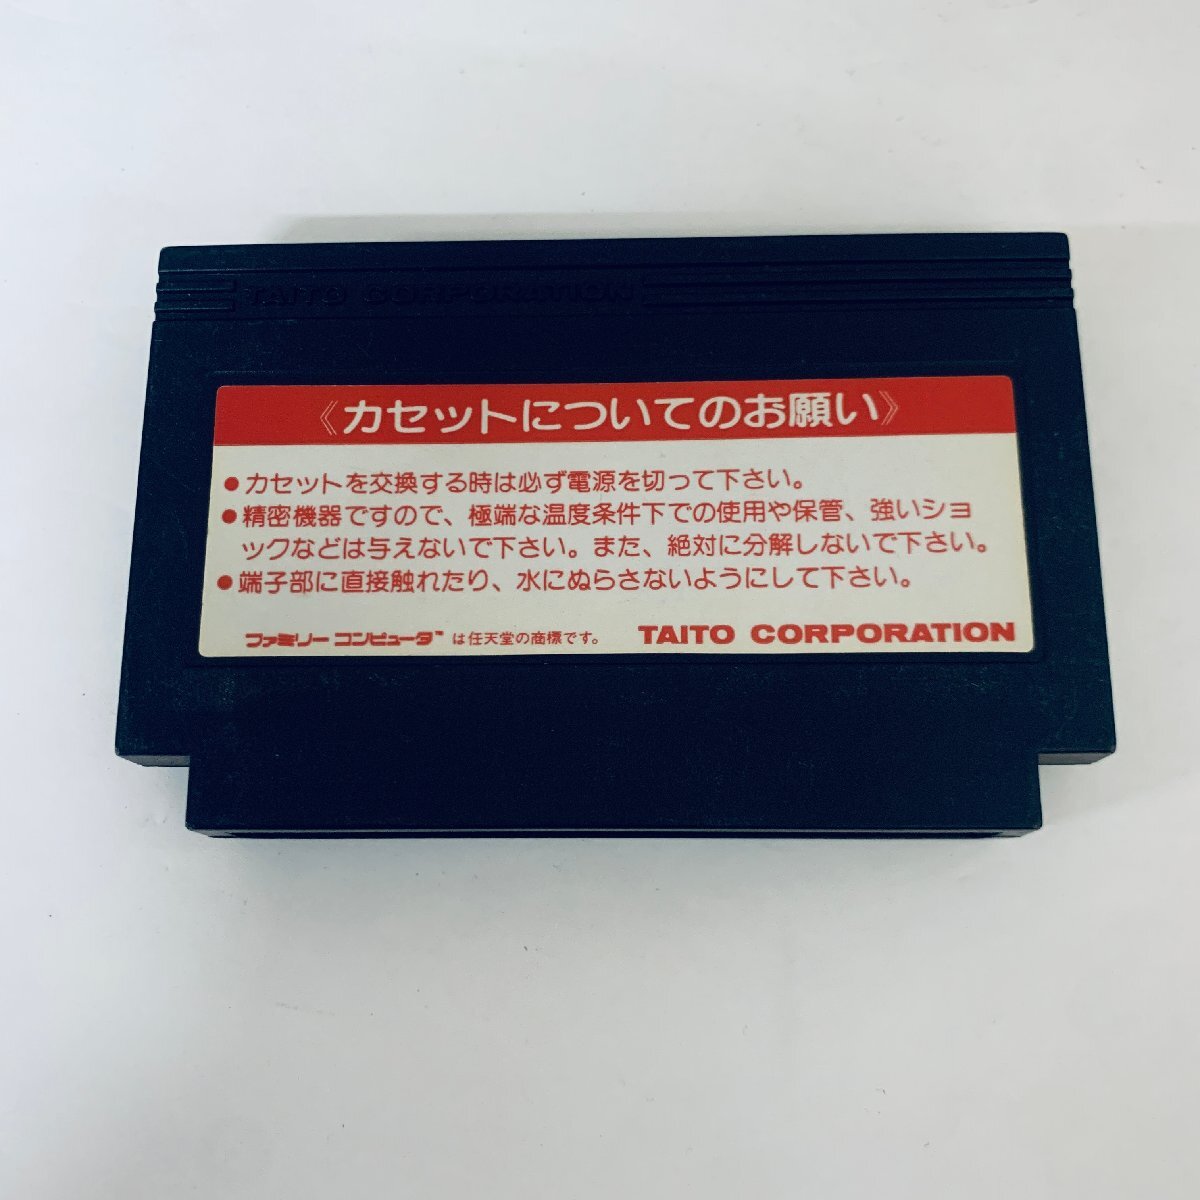 TAITO CORPORATION
《カセットについてのお願い》
●カセットを交換する時は必ず電源を切って下さい。
●精密機器ですので、極端な温度条件下での使用や保管、強いショ
ックなどは与えないで下さい。また、絶対に分解しないで下さい。
●端子部に直接触れたり、水にぬらさないようにして下さい。
ファミリーコンピュータ™は任天堂の商標です。 TAITO CORPORATION